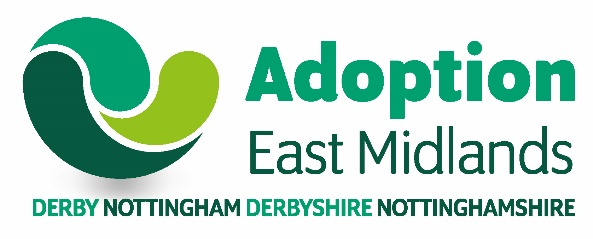 Adoption
East Midlands
DERBY NOTTINGHAM DERBYSHIRE NOTTINGHAMSHIRE